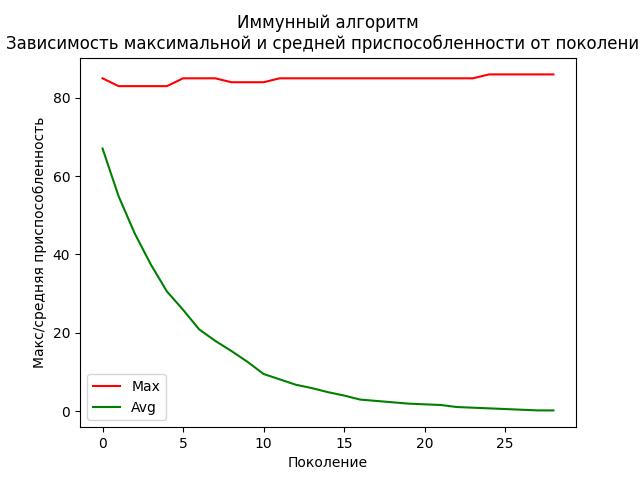 Иммунный алгоритм
Зависимость максимальной и средней приспособленности от поколени
Макс/средняя приспособленность
80
60
40
20
0
Max
Avg
0 5 10 15 20 25
Поколение